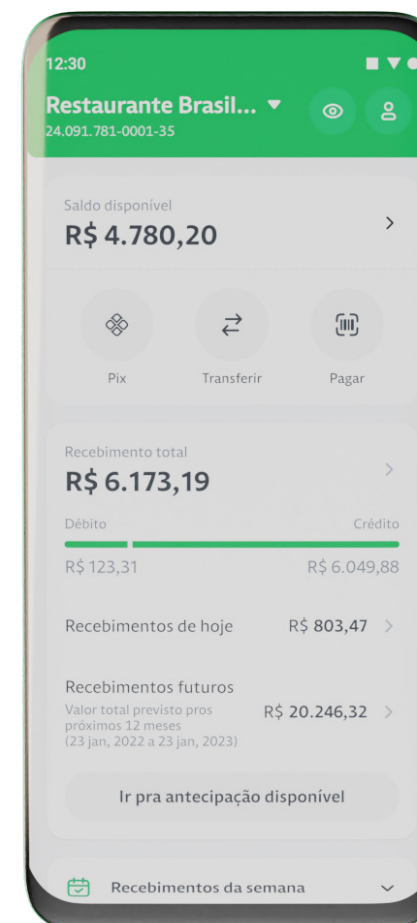 12:30
Restaurante Brasil...
24.091.781-0001-35
Saldo disponível
R$ 4.780,20
Pix Transferir Pagar
Recebimento total
R$ 6.173,19
Débito Crédito
R$ 123,31 R$ 6.049,88
Recebimentos de hoje R$ 803,47
Recebimentos futuros
Valor total previsto pros
próximos 12 meses
(23 jan, 2022 a 23 jan, 2023)
R$ 20.246,32
Ir pra antecipação disponível
Recebimentos da semana